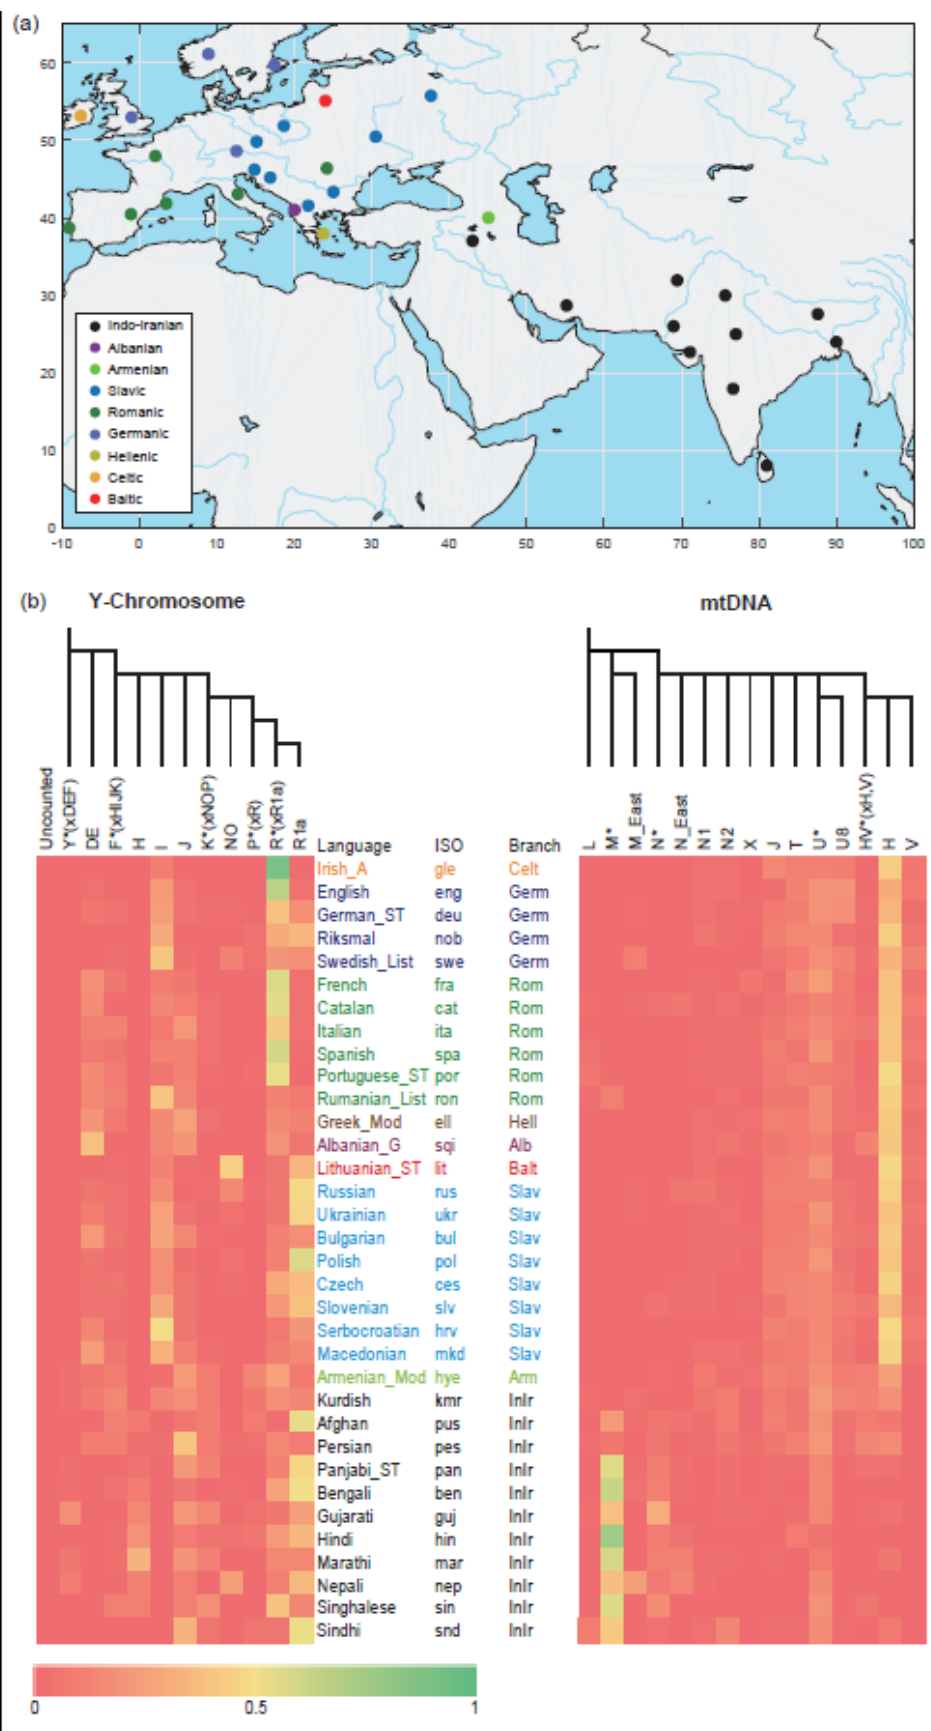 (a)
60
50
40
30
20
10
0
Indo-Iranian
Albanian
Armenian
Slavic
Romanic
Germanic
Hellenic
Celtic
Baltic
-10 0 10 20 30 40 50 60 70 80 90 100
(b) Y-Chromosome mtDNA
Uncounted
Y*(xDEF)
DE
F*(xHIJK)
H
I
J
K*(xNOP)
NO
P*(xR)
R*(xR1a)
R1a
L
M*
M_East
N*
N_East
N1
N2
X
J
T
U*
U8
HV*(xH,V)
H
V
Language ISO Branch
Irish_A gle Celt
English eng Germ
German_ST deu Germ
Riksmal nob Germ
Swedish_List swe Germ
French fra Rom
Catalan cat Rom
Italian ita Rom
Spanish spa Rom
Portuguese_ST por Rom
Rumanian_List ron Rom
Greek_Mod ell Hell
Albanian_G sqi Alb
Lithuanian_ST lit Balt
Russian rus Slav
Ukrainian ukr Slav
Bulgarian bul Slav
Polish pol Slav
Czech ces Slav
Slovenian slv Slav
Serbocroatian hrv Slav
Macedonian mkd Slav
Armenian_Mod hye Arm
Kurdish kmr InIr
Afghan pus InIr
Persian pes InIr
Panjabi_ST pan InIr
Bengali ben InIr
Gujarati guj InIr
Hindi hin InIr
Marathi mar InIr
Nepali nep InIr
Singhalese sin InIr
Sindhi snd InIr
0 0.5 1